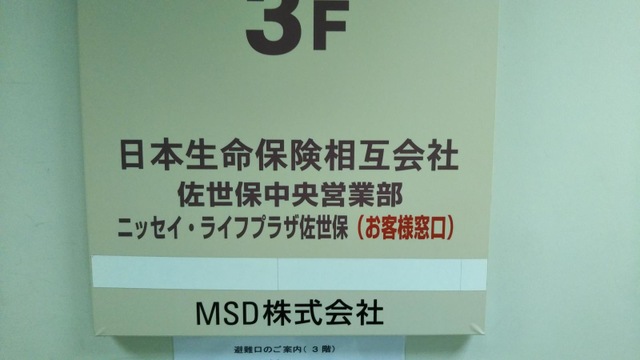 3F
日本生命保険相互会社
佐世保中央営業部
ニッセイ・ライフプラザ佐世保(お客様窓口)
MSD株式会社
避難口のご案内(3階)